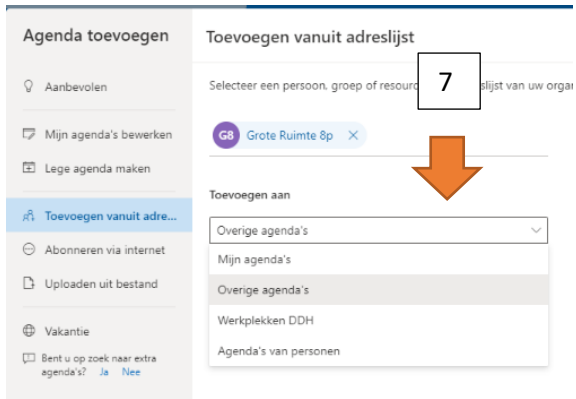 Agenda toevoegen
Aanbevolen
Mijn agenda's bewerken
Lege agenda maken
Toevoegen vanuit adre...
Abonneren via internet
Uploaden uit bestand
Vakantie
Bent u op zoek naar extra
agenda's? Ja Nee
Toevoegen vanuit adreslijst
Selecteer een persoon, groep of slijst van uw
7
G8 Grote Ruimte 8p
Toevoegen aan
Overige agenda's
Mijn agenda's
Overige agenda's
Werkplekken DDH
Agenda's van personen